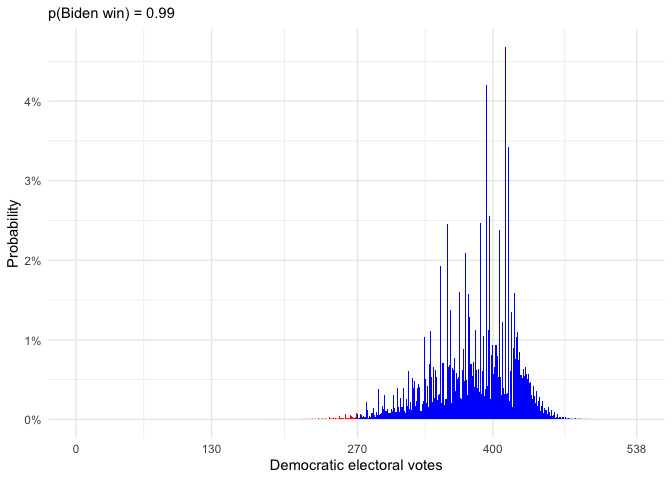 p(Biden win) = 0.99
Probability
4%
3%
2%
1%
0%
0 130 270 400 538
Democratic electoral votes